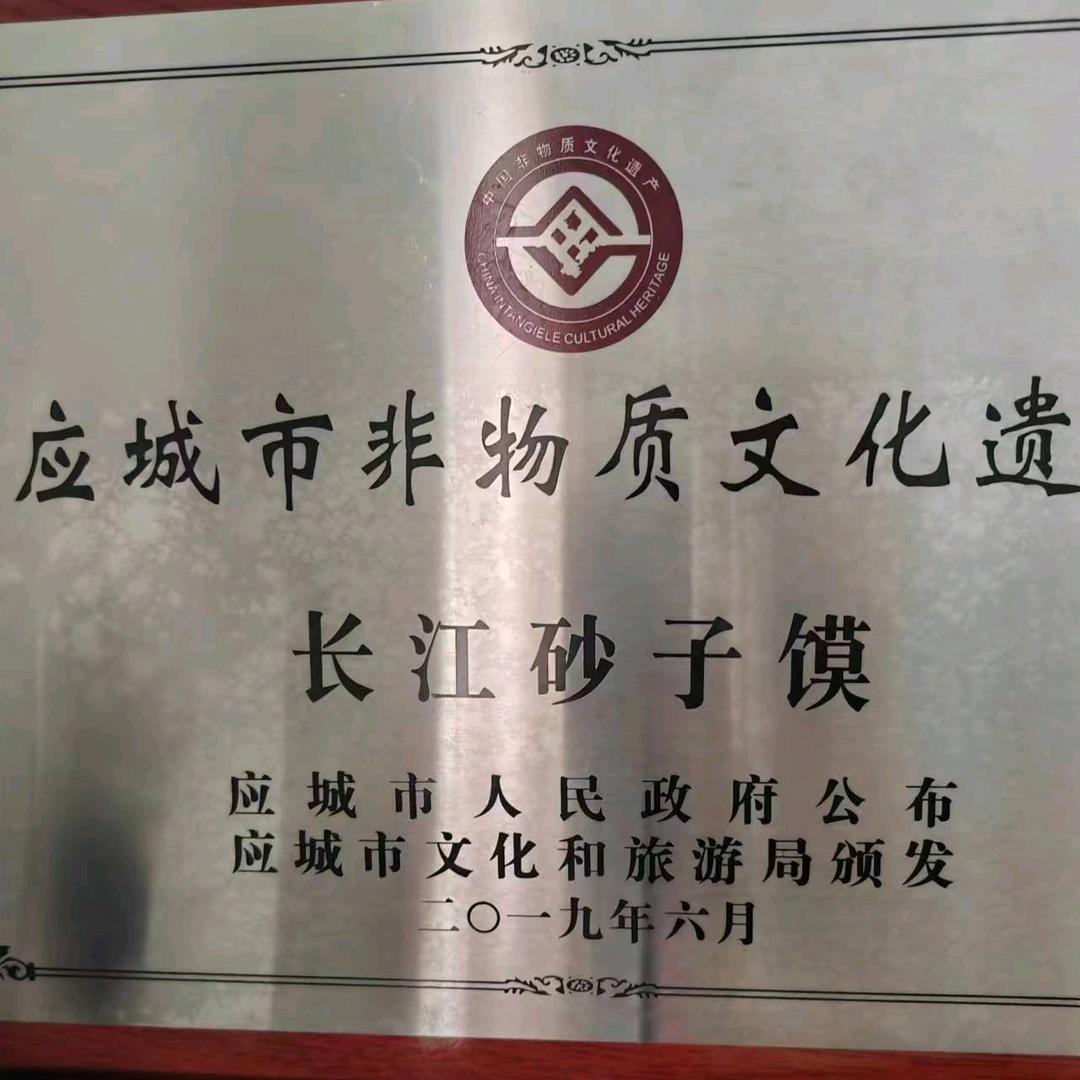 中国非物质文化遗产
CHINA INTANGIELE CULTURAL HERITAGE
应城市非物质文化遗
长江砂子馍
应城市人民政府公布
应城市文化和旅游局颁发
二〇一九年六月